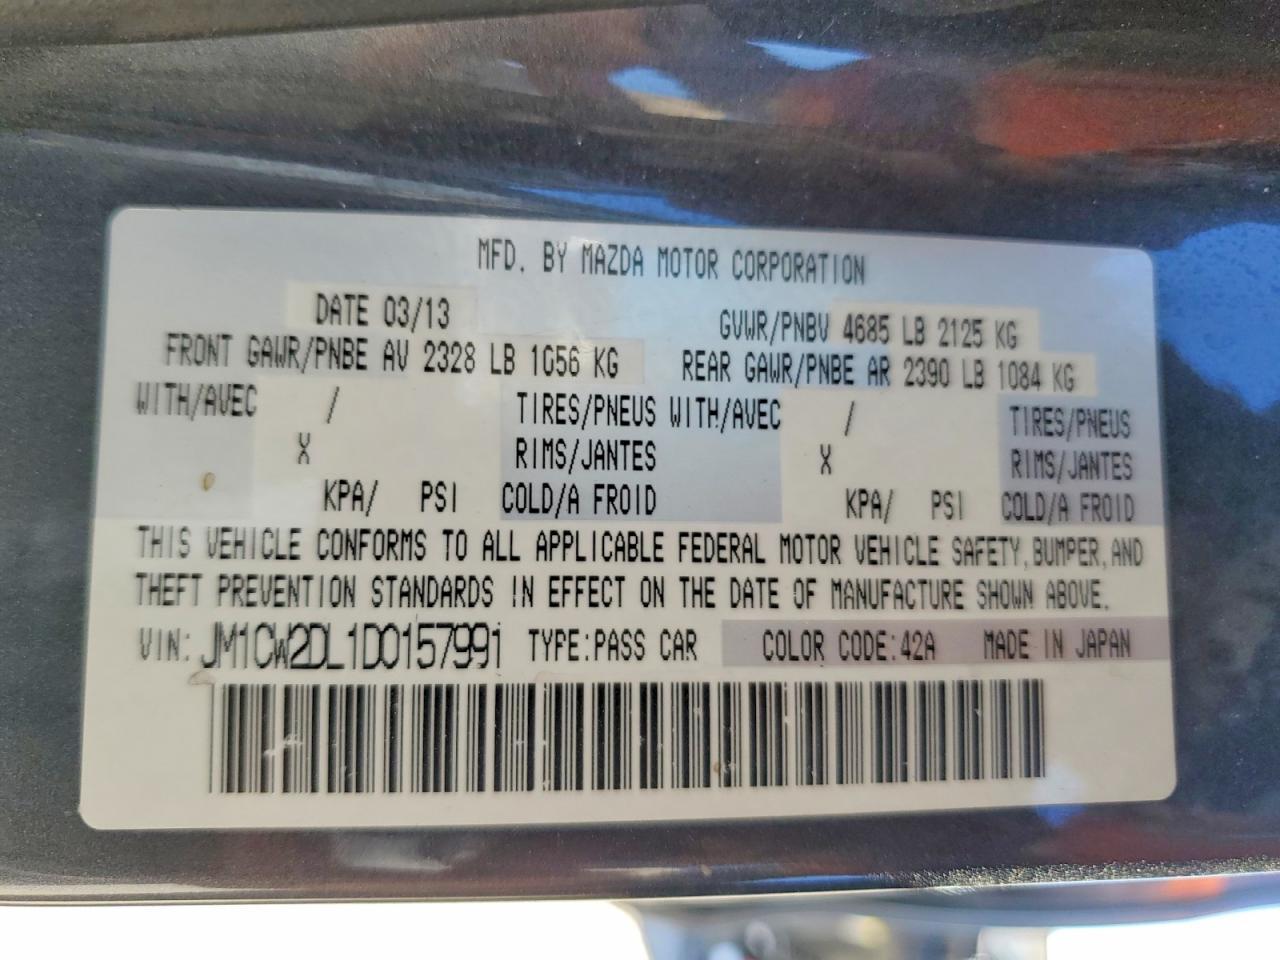 MFD. BY MAZDA MOTOR CORPORATION
DATE 03/13 GVWR/PNBV 4685 LB 2125 KG
FRONT GAWR/PNBE AV 2328 LB 1056 KG REAR GAWR/PNBE AR 2390 LB 1084 KG
WITH/AVEC / TIRES/PNEUS WITH/AVEC / TIRES/PNEUS
X RIMS/JANTES X RIMS/JANTES
KPA/ PSI COLD/A FROID KPA/ PSI COLD/A FROID
THIS VEHICLE CONFORMS TO ALL APPLICABLE FEDERAL MOTOR VEHICLE SAFETY, BUMPER, AND
THEFT PREVENTION STANDARDS IN EFFECT ON THE DATE OF MANUFACTURE SHOWN ABOVE.
VIN: JM1CW2DL1D0157991 TYPE:PASS CAR COLOR CODE:42A MADE IN JAPAN